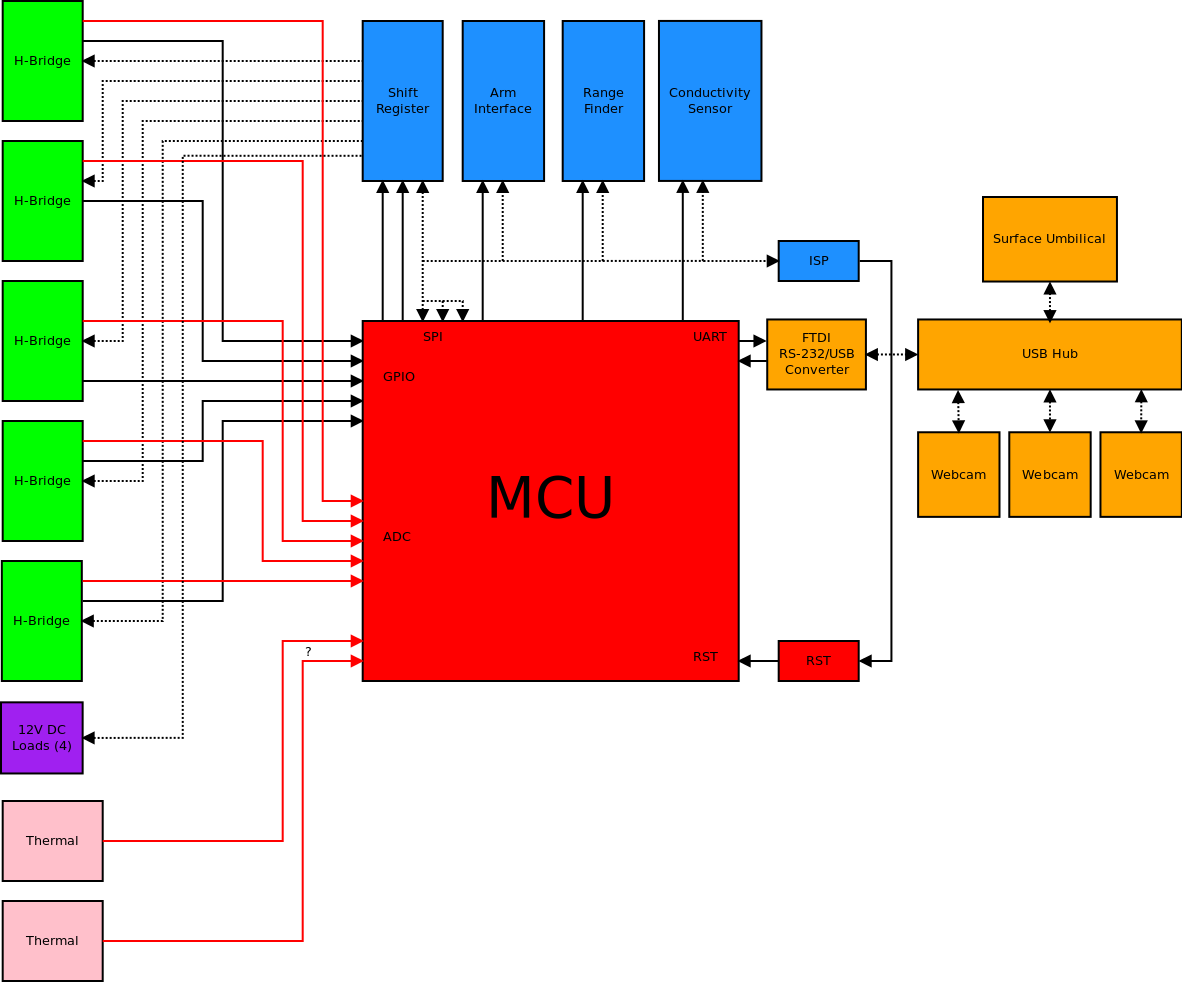 H-Bridge
Shift
Register
Arm
Interface
Range
Finder
Conductivity
Sensor
H-Bridge
Surface Umbilical
ISP
H-Bridge
SPI
UART
GPIO
FTDI
RS-232/USB
Converter
USB Hub
H-Bridge
MCU
Webcam
Webcam
Webcam
ADC
H-Bridge
?
RST
RST
12V DC
Loads (4)
Thermal
Thermal